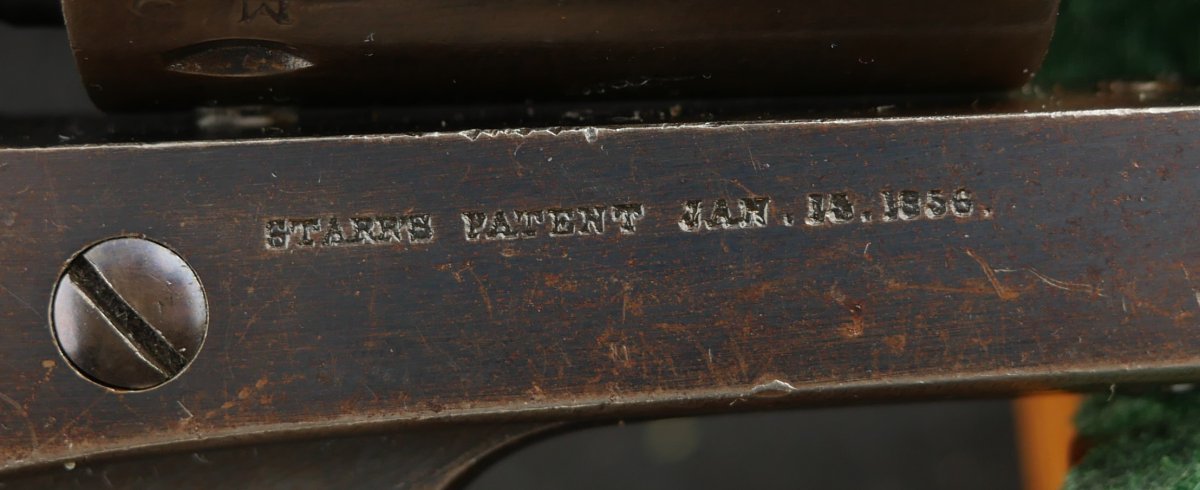 M
STARR'S PATENT JAN. 15. 1856.